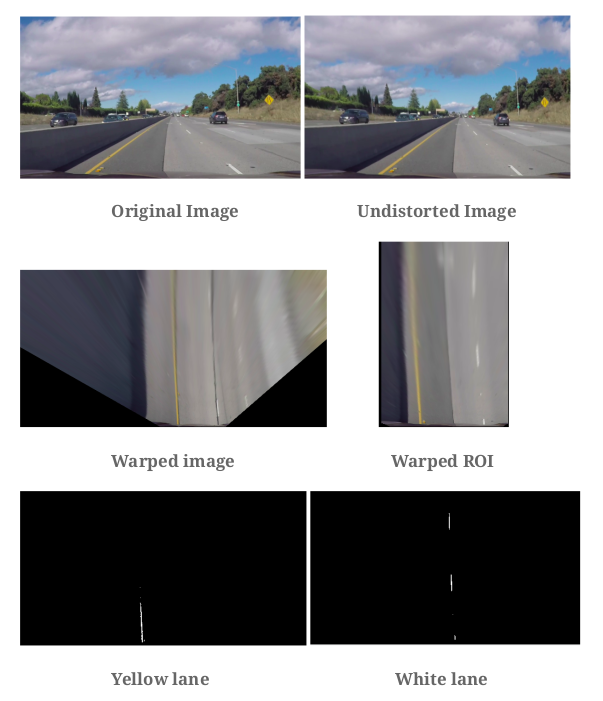 Original Image
Undistorted Image
Warped image
Warped ROI
Yellow lane
White lane